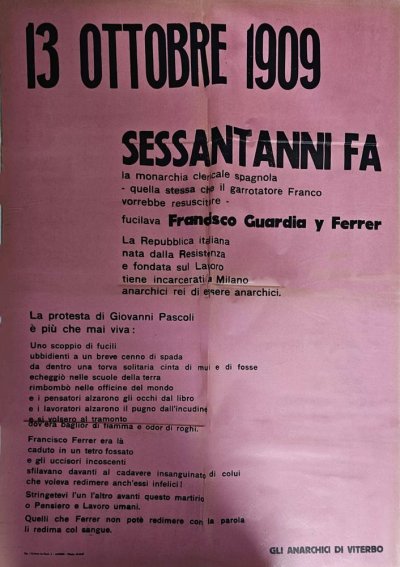 13 OTTOBRE 1909
SESSANTANNI FA
la monarchia clericale spagnola
- quella stessa che il garrotatore Franco
vorrebbe resuscitare -
fucilava Francisco Guardia y Ferrer
La Repubblica italiana
nata dalla Resistenza
e fondata sul Lavoro
tiene incarcerati a Milano
anarchici rei di essere anarchici.
La protesta di Giovanni Pascoli
è più che mai viva :
Uno scoppio di fucili
ubbidienti a un breve cenno di spada
da dentro una torva solitaria cinta di mura e di fosse
echeggiò nelle scuole della terra
rimbombò nelle officine del mondo
e i pensatori alzarono gli occhi dal libro
e i lavoratori alzarono il pugno dall'incudine
e si volsero al tramonto
dov'era baglior di fiamma e odor di roghi.
Francisco Ferrer era là
caduto in un tetro fossato
e gli uccisori incoscenti
sfilavano davanti al cadavere insanguinato di colui
che voleva redimere anch'essi infelici !
Stringetevi l'un l'altro avanti questo martirio
o Pensiero e Lavoro umani.
Quelli che Ferrer non poté redimere con la parola
li redima col sangue.
GLI ANARCHICI DI VITERBO